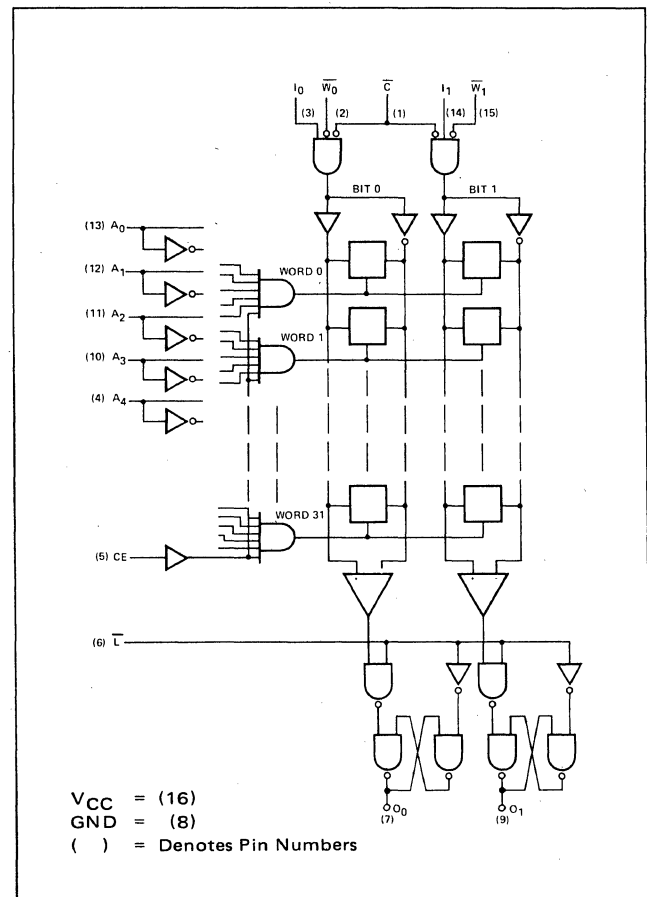 I0 W̅0̅ C̅ I1 W̅1̅
(3) (2) (1) (14) (15)
BIT 0 BIT 1
(13) A0
(12) A1
WORD 0
(11) A2
WORD 1
(10) A3
(4) A4
WORD 31
(5) CE
(6) L̅
O0 O1
(7) (9)
VCC = (16)
GND = (8)
( ) = Denotes Pin Numbers